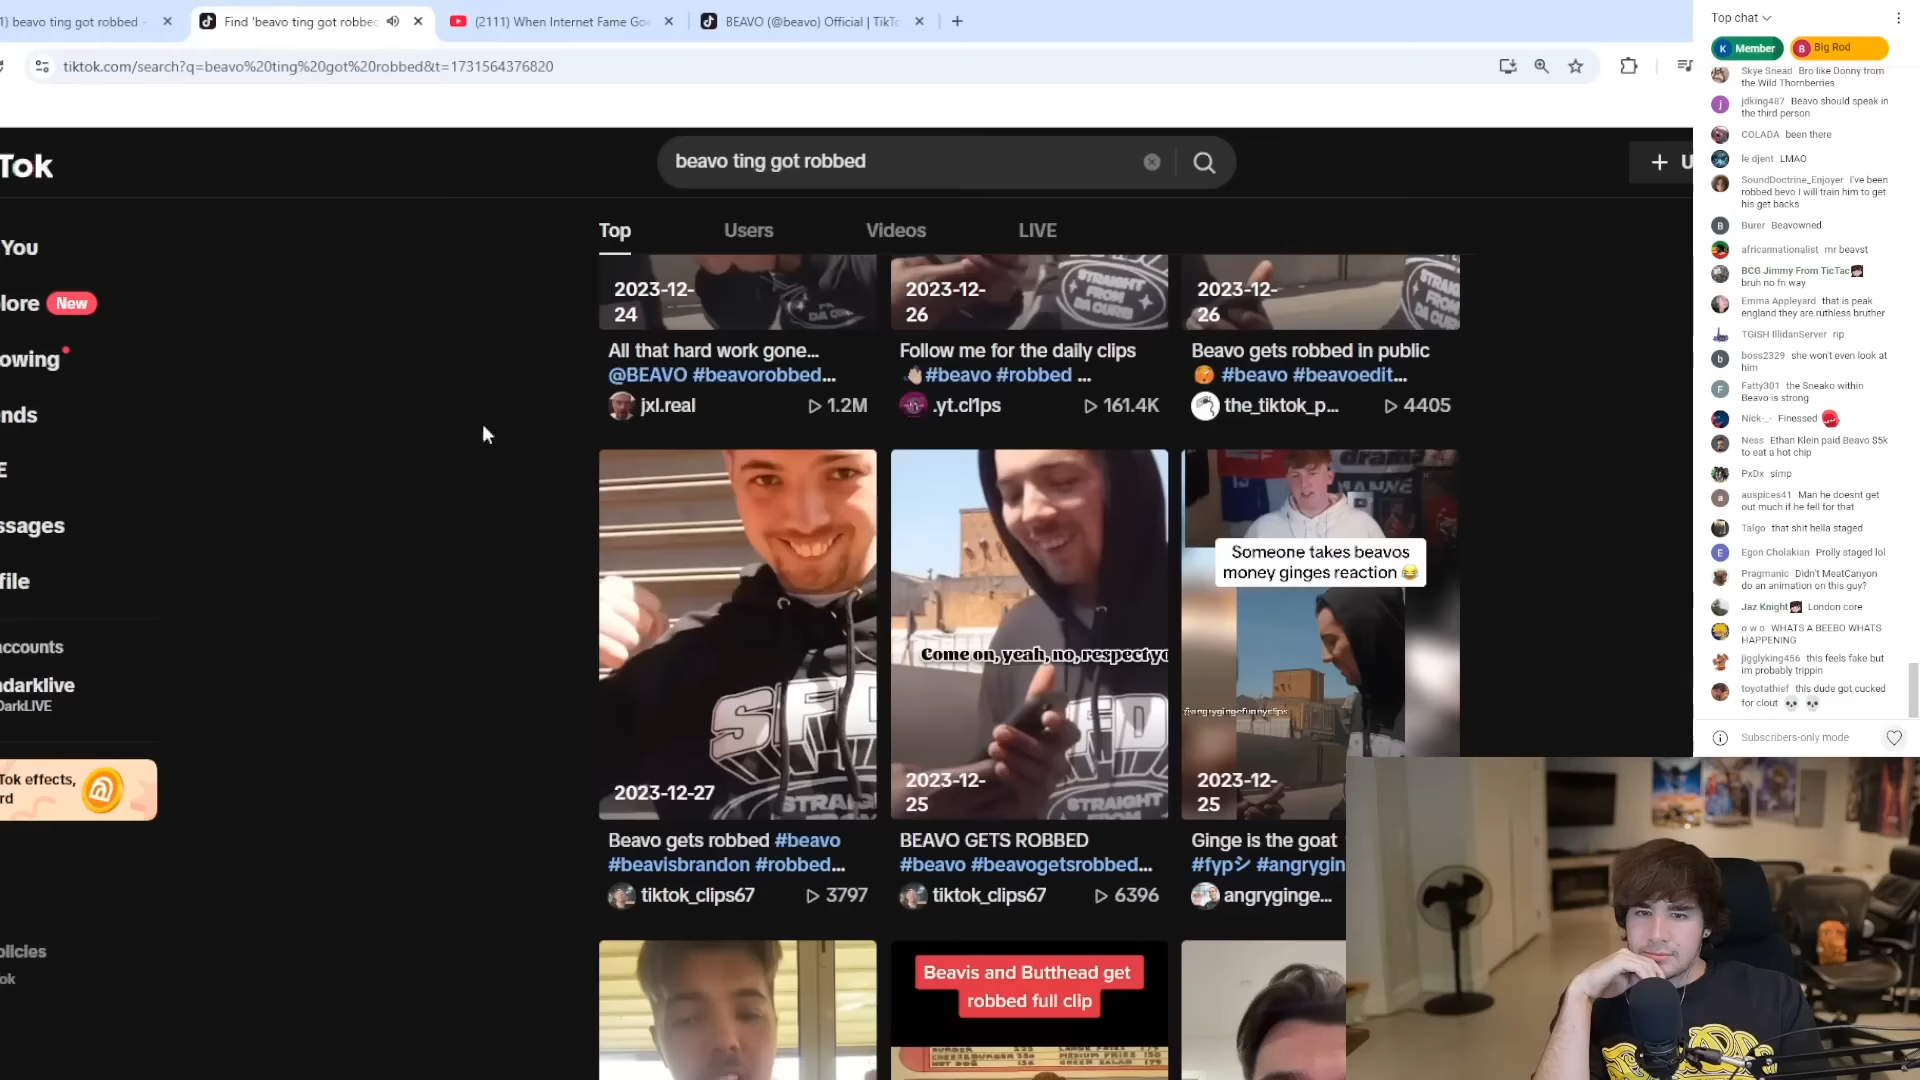 ) beavo ting got robbed -
Find 'beavo ting got robbed
(2111) When Internet Fame Go
BEAVO (@beavo) Official | TikTo
tiktok.com/search?q=beavo%20ting%20got%20robbed&t=1731564376820
Tok
beavo ting got robbed
U
Top
Users
Videos
LIVE
You
lore New
owing
ends
E
ssages
file
accounts
darklive
DarkLIVE
Tok effects,
rd
olicies
ok
2023-12-
24
All that hard work gone...
@BEAVO #beavorobbed...
jxl.real
1.2M
STRAIGHT
FROM
2023-12-
26
Follow me for the daily clips
#beavo #robbed ...
.yt.cl1ps
161.4K
STRAIGHT
FROM
DA CURB
2023-12-
26
Beavo gets robbed in public
🥵 #beavo #beavoedit...
the_tiktok_p...
4405
SFD
STRAI
2023-12-27
Beavo gets robbed #beavo
#beavisbrandon #robbed...
tiktok_clips67
3797
Come on, yeah, no, respect yo
STRAIGHT
2023-12-
25
BEAVO GETS ROBBED
#beavo #beavogetsrobbed...
tiktok_clips67
6396
Someone takes beavos
money ginges reaction 😂
#angrygingefunnyclips
2023-12-
25
Ginge is the goat
#fypシ #angrygin
angryginge...
Beavis and Butthead get
robbed full clip
Top chat
K Member
B Big Rod
Skye Snead Bro like Donny from
the Wild Thornberries
jdking487 Beavo should speak in
the third person
COLADA been there
le djent LMAO
SoundDoctrine_Enjoyer I've been
robbed bevo I will train him to get
his get backs
Burer Beavowned
africannationalist mr beavst
BCG Jimmy From TicTac
bruh no fn way
Emma Appleyard that is peak
england they are ruthless bruther
TGiSH IllidanServer rip
boss2329 she won't even look at
him
Fatty301 the Sneako within
Beavo is strong
Nick-_- Finessed
Ness Ethan Klein paid Beavo $5k
to eat a hot chip
PxDx simp
auspices41 Man he doesnt get
out much if he fell for that
Talgo that shit hella staged
Egon Cholakian Prolly staged lol
Pragmanic Didn't MeatCanyon
do an animation on this guy?
Jaz Knight London core
o w o WHATS A BEEBO WHATS
HAPPENING
jigglyking456 this feels fake but
im probably trippin
toyotathief this dude got cucked
for clout 💀 💀
Subscribers-only mode